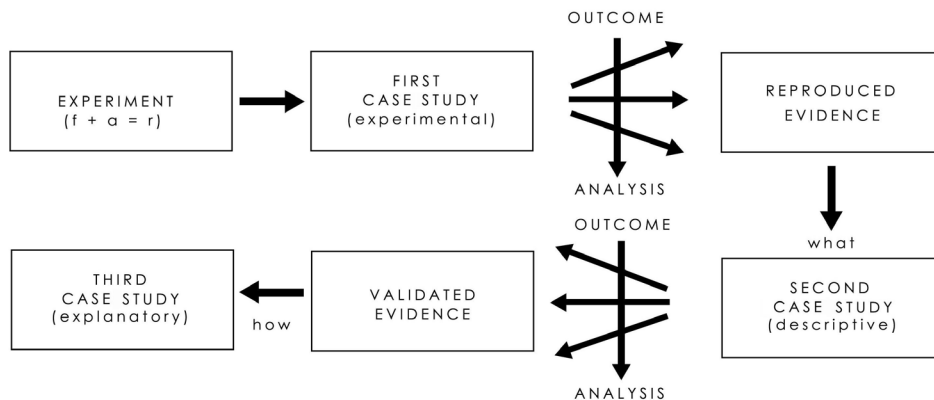 OUTCOME
EXPERIMENT
(f + a = r)
FIRST
CASE STUDY
(experimental)
REPRODUCED
EVIDENCE
ANALYSIS
OUTCOME
what
SECOND
CASE STUDY
(descriptive)
VALIDATED
EVIDENCE
how
THIRD
CASE STUDY
(explanatory)
ANALYSIS